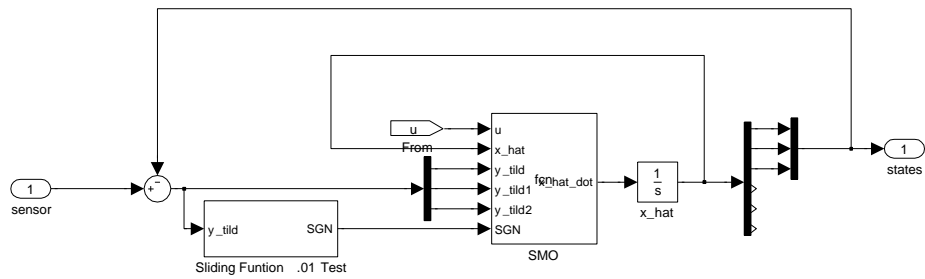 1
sensor
+
−
y_tild
SGN
Sliding Funtion .01 Test
u
From
u
x_hat
y_tild
y_tild1
y_tild2
SGN
fcn
x_hat_dot
SMO
1
s
x_hat
1
states